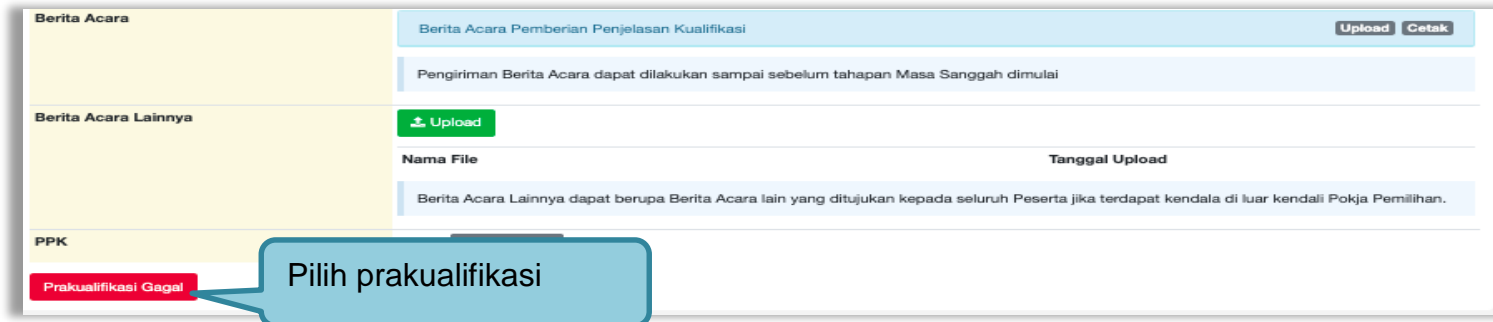 Berita Acara
Berita Acara Pemberian Penjelasan Kualifikasi Upload Cetak
Pengiriman Berita Acara dapat dilakukan sampai sebelum tahapan Masa Sanggah dimulai
Berita Acara Lainnya
Upload
Nama File Tanggal Upload
Berita Acara Lainnya dapat berupa Berita Acara lain yang ditujukan kepada seluruh Peserta jika terdapat kendala di luar kendali Pokja Pemilihan.
PPK
Prakualifikasi Gagal
Pilih prakualifikasi